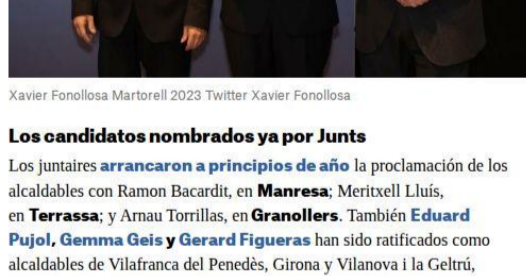 Xavier Fonollosa Martorell 2023 Twitter Xavier Fonollosa
Los candidatos nombrados ya por Junts
Los juntaires arrancaron a principios de año la proclamación de los
alcaldables con Ramon Bacardit, en Manresa; Meritxell Lluís,
en Terrassa; y Arnau Torrillas, en Granollers. También Eduard
Pujol, Gemma Geis y Gerard Figueras han sido ratificados como
alcaldables de Vilafranca del Penedès, Girona y Vilanova i la Geltrú,